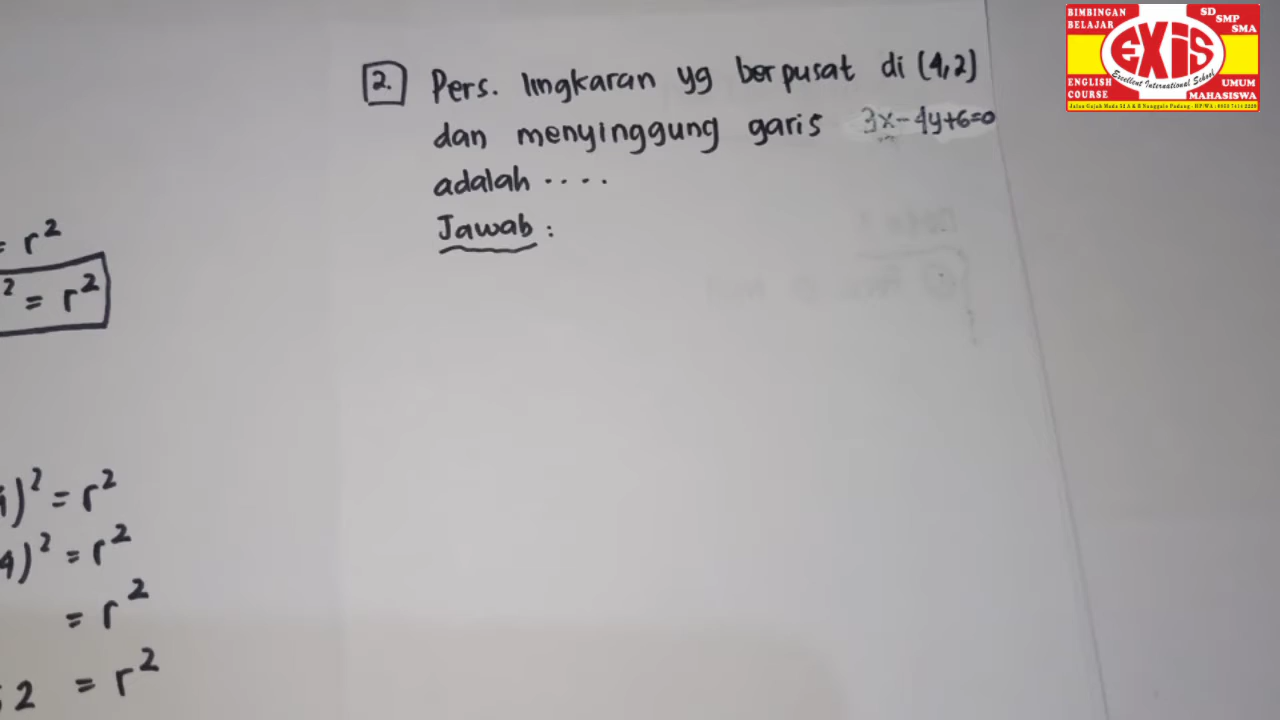 2. Pers. lingkaran yg berpusat di (4,2)
dan menyinggung garis 3x-4y+6=0
adalah ....
Jawab :
= r²
² = r²
)² = r²
4)² = r²
= r²
2 = r²
BIMBINGAN
BELAJAR
SD
SMP
SMA
EXIS
Excellent International School
ENGLISH
COURSE
UMUM
MAHASISWA